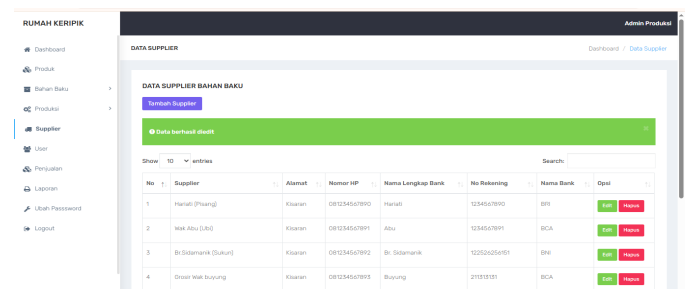 RUMAH KERIPIK
Admin Produksi
Dashboard
Produk
Bahan Baku
Produksi
Supplier
User
Penjualan
Laporan
Ubah Passsword
Logout
DATA SUPPLIER
Dashboard / Data Supplier
DATA SUPPLIER BAHAN BAKU
Tambah Supplier
Data berhasil diedit ×
Show 10 entries Search:
No Supplier Alamat Nomor HP Nama Lengkap Bank No Rekening Nama Bank Opsi
1 Hariati (Pisang) Kisaran 081234567890 Hariati 1234567890 BRI Edit Hapus
2 Wak Abu (Ubi) Kisaran 081234567891 Abu 1234567891 BCA Edit Hapus
3 Br.Sidamanik (Sukun) Kisaran 081234567892 Br. Sidamanik 122526256151 BNI Edit Hapus
4 Grosir Wak buyung Kisaran 081234567893 Buyung 211313131 BCA Edit Hapus